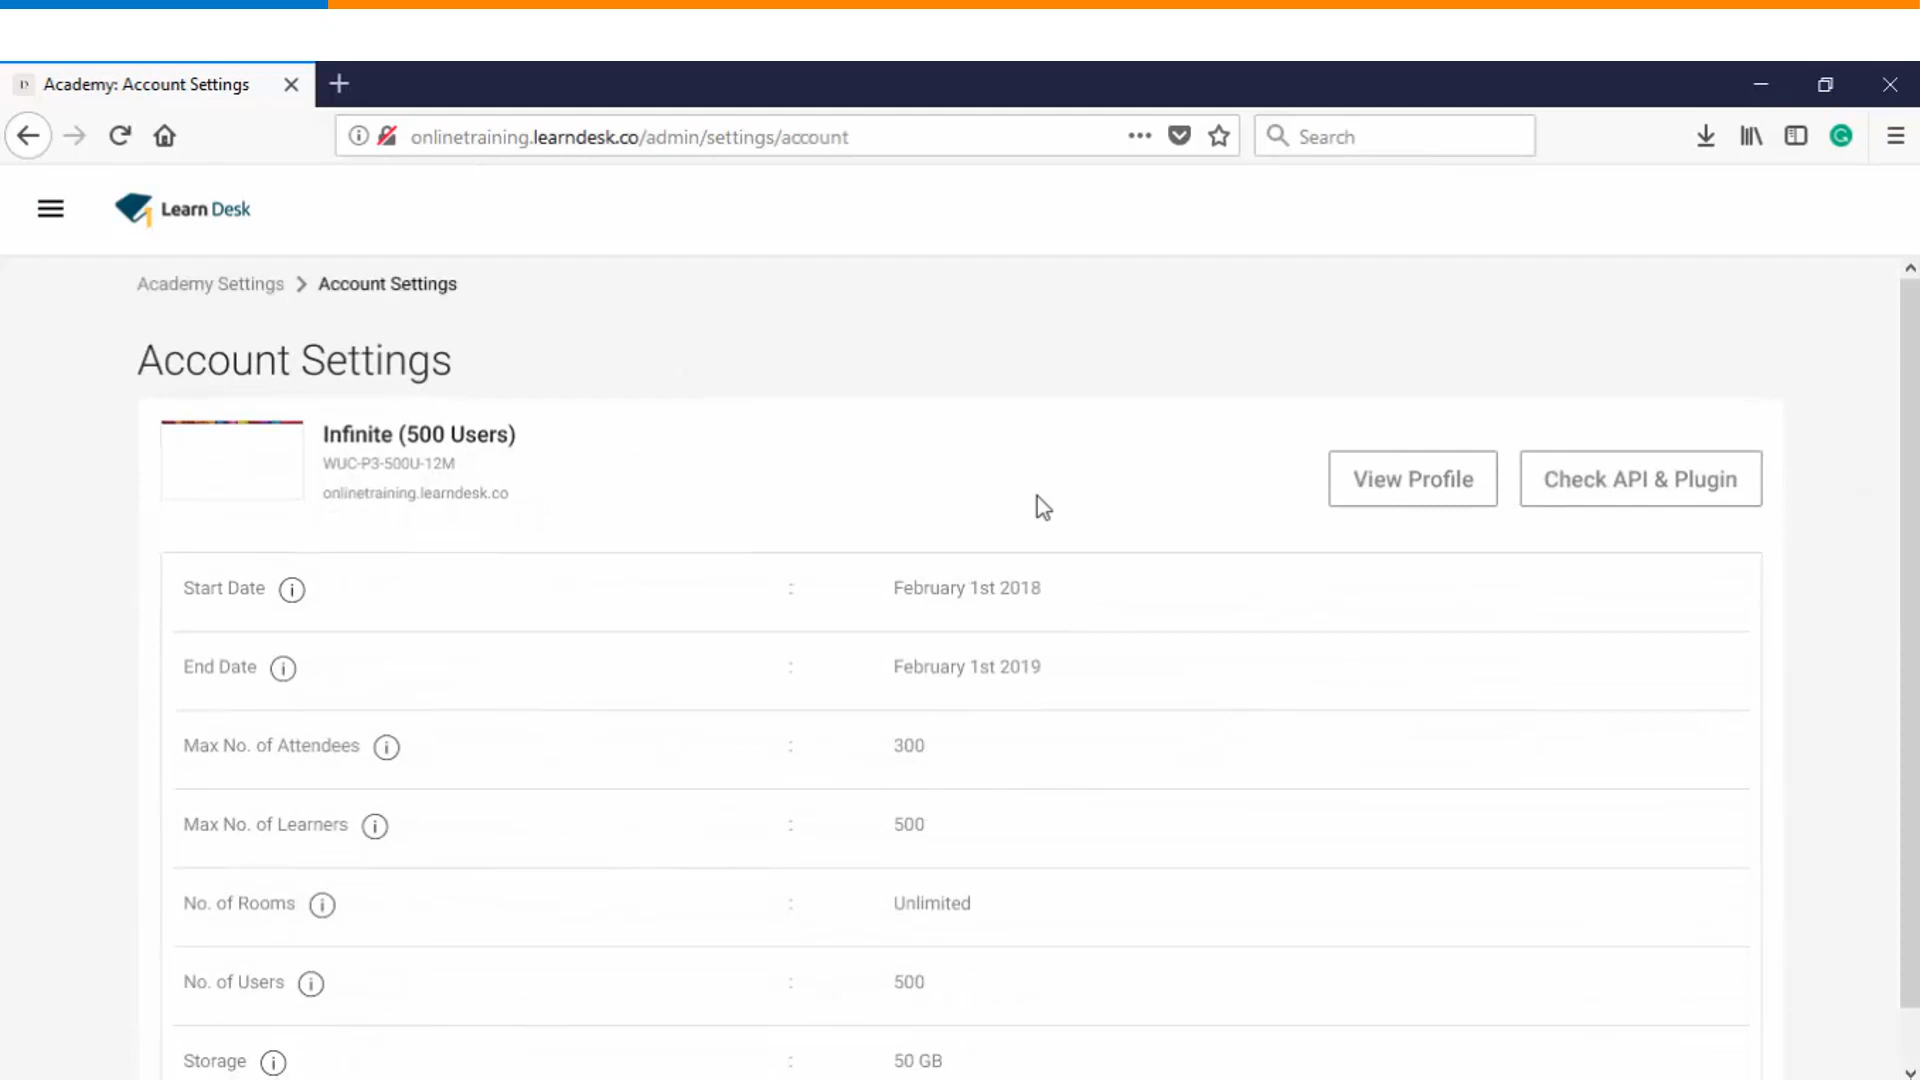 Academy: Account Settings
onlinetraining.learndesk.co/admin/settings/account
Search
Learn Desk
Academy Settings > Account Settings
Account Settings
Infinite (500 Users)
WUC-P3-500U-12M
onlinetraining.learndesk.co
View Profile
Check API & Plugin
Start Date : February 1st 2018
End Date : February 1st 2019
Max No. of Attendees : 300
Max No. of Learners : 500
No. of Rooms : Unlimited
No. of Users : 500
Storage : 50 GB